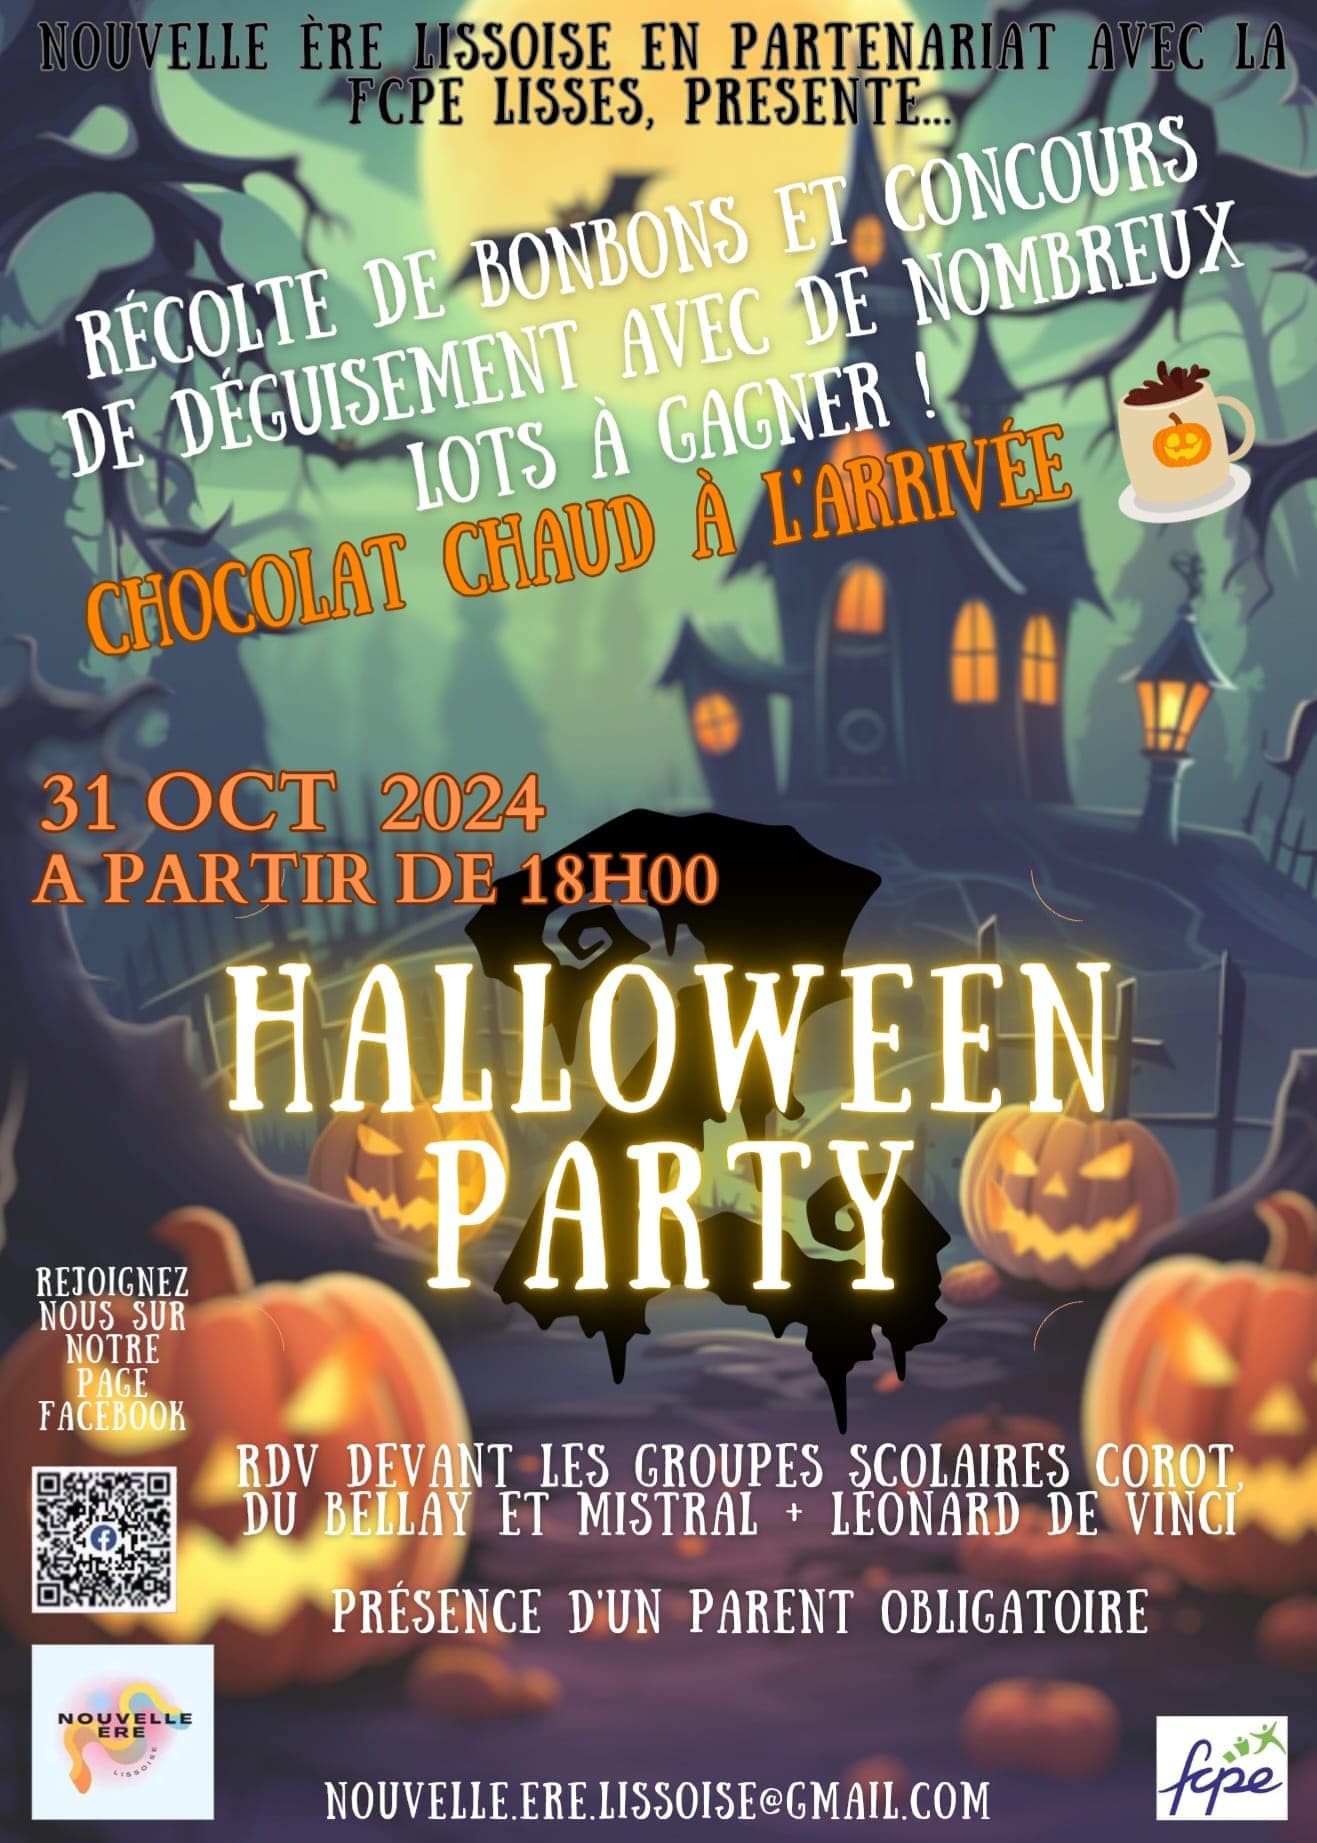 NOUVELLE ÈRE LISSOISE EN PARTENARIAT AVEC LA
FCPE LISSES, PRESENTE...
RÉCOLTE DE BONBONS ET CONCOURS
DE DÉGUISEMENT AVEC DE NOMBREUX
LOTS À GAGNER !
CHOCOLAT CHAUD À L'ARRIVÉE
31 OCT 2024
A PARTIR DE 18H00
HALLOWEEN
PARTY
REJOIGNEZ
NOUS SUR
NOTRE
PAGE
FACEBOOK
RDV DEVANT LES GROUPES SCOLAIRES COROT,
DU BELLAY ET MISTRAL + LÉONARD DE VINCI
PRÉSENCE D'UN PARENT OBLIGATOIRE
NOUVELLE
ERE
LISSOISE
NOUVELLE.ERE.LISSOISE@GMAIL.COM
fcpe